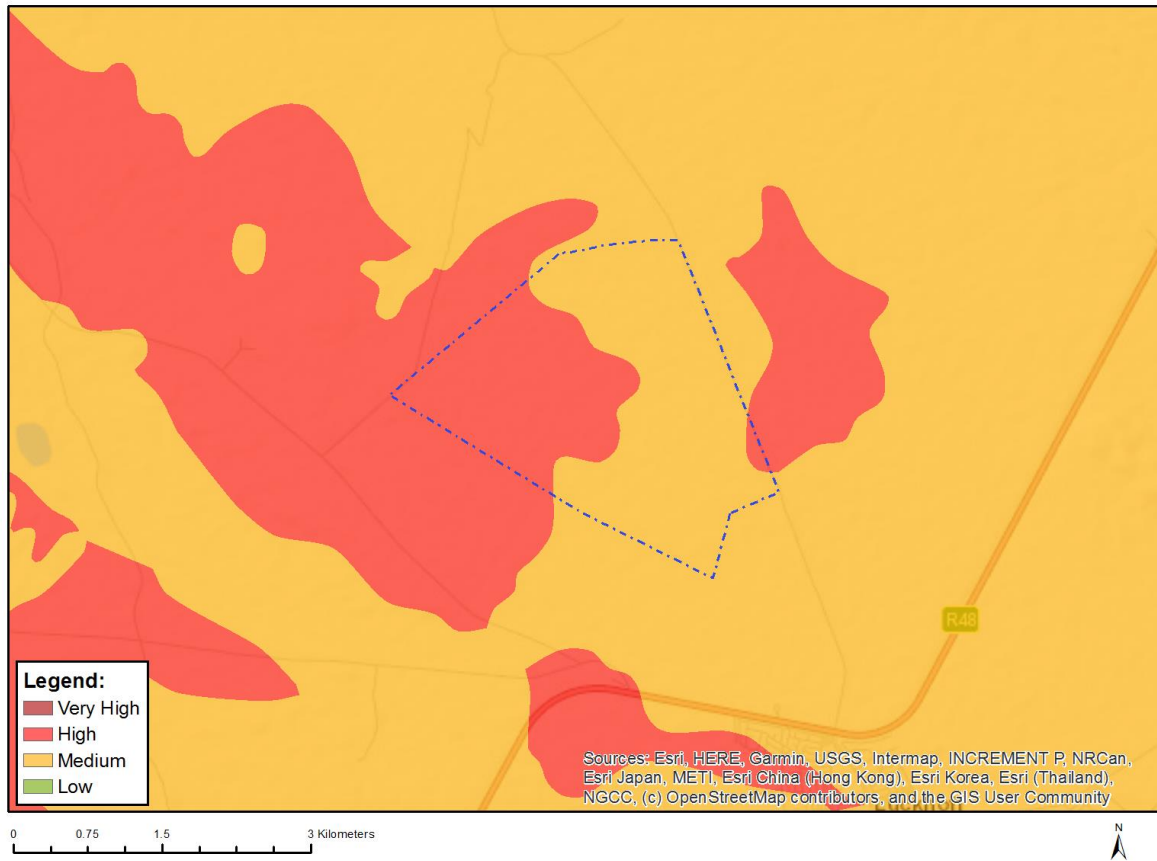 R48
Legend:
Very High
High
Medium
Low
Sources: Esri, HERE, Garmin, USGS, Intermap, INCREMENT P, NRCan,
Esri Japan, METI, Esri China (Hong Kong), Esri Korea, Esri (Thailand),
NGCC, (c) OpenStreetMap contributors, and the GIS User Community
0 0.75 1.5 3 Kilometers
N